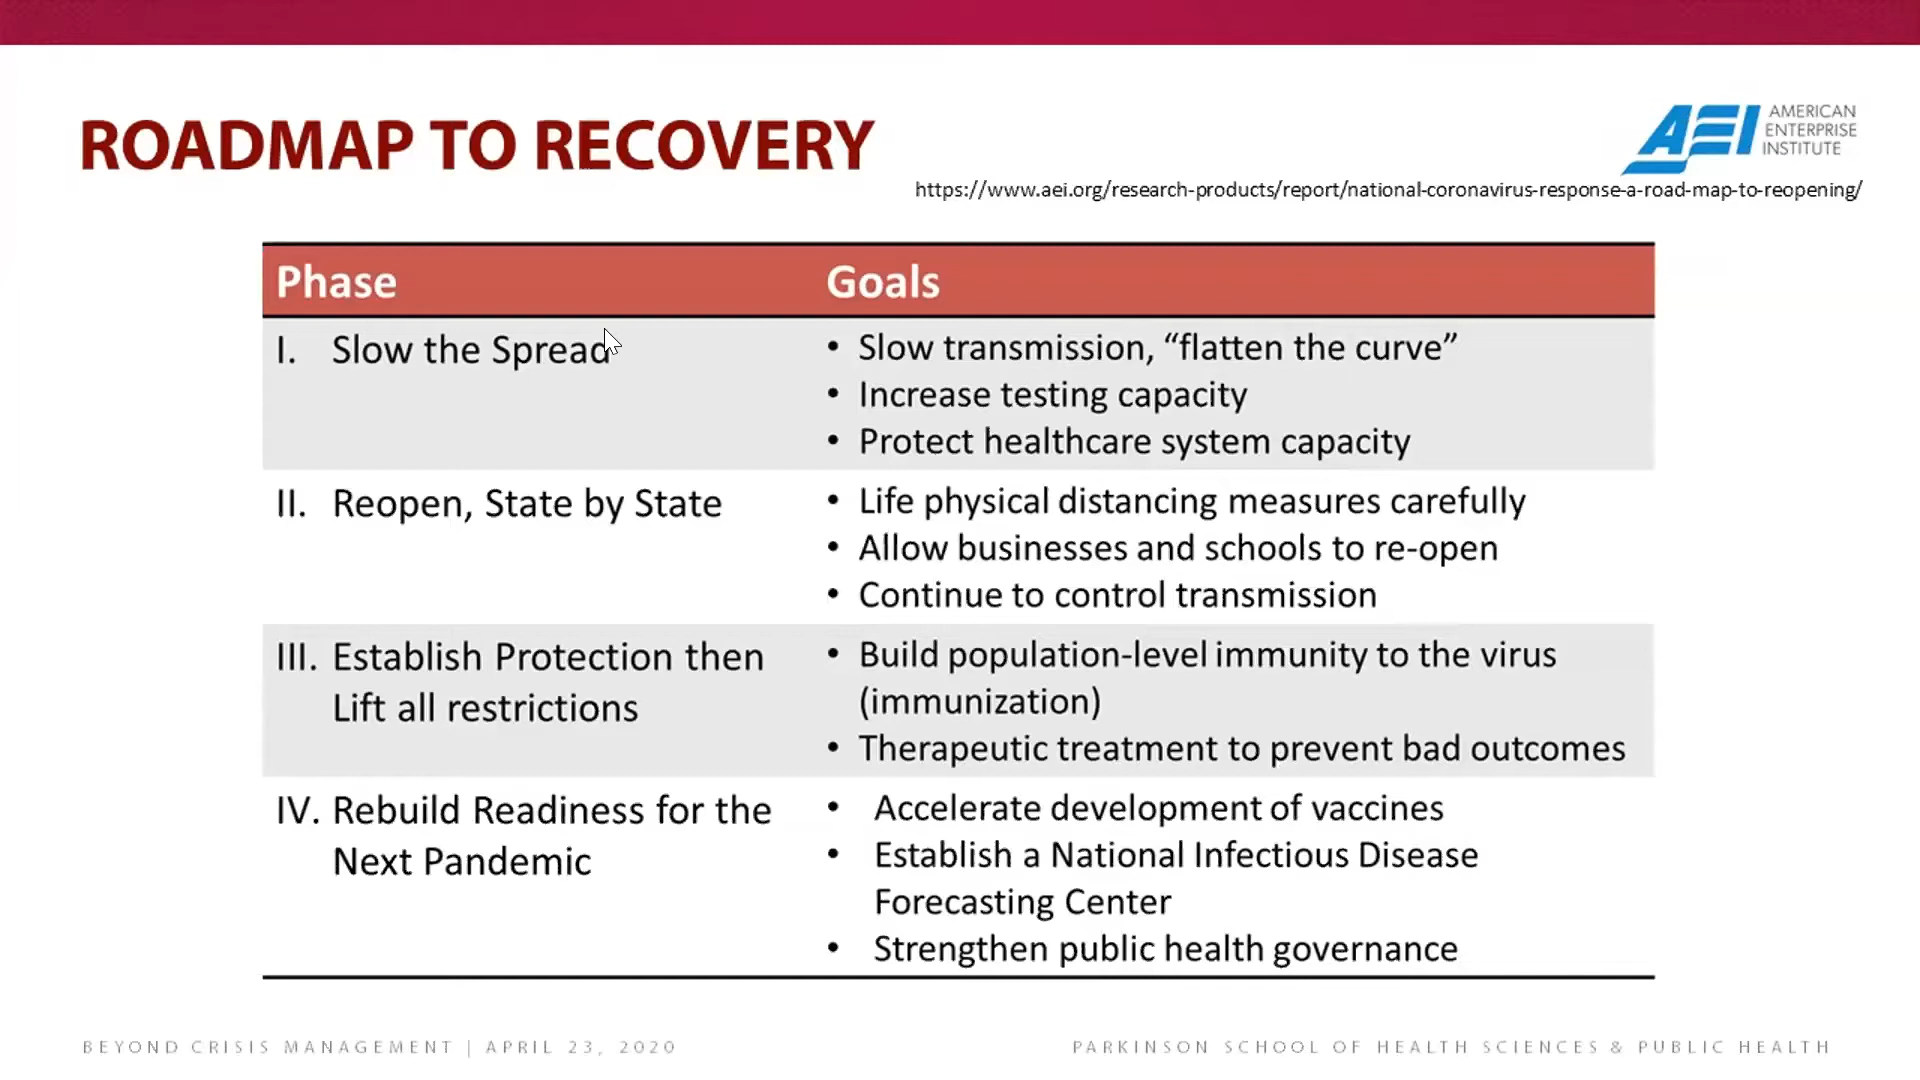 ROADMAP TO RECOVERY
AEI AMERICAN
ENTERPRISE
INSTITUTE
https://www.aei.org/research-products/report/national-coronavirus-response-a-road-map-to-reopening/
Phase
Goals
I. Slow the Spread
• Slow transmission, “flatten the curve”
• Increase testing capacity
• Protect healthcare system capacity
II. Reopen, State by State
• Life physical distancing measures carefully
• Allow businesses and schools to re-open
• Continue to control transmission
III. Establish Protection then
Lift all restrictions
• Build population-level immunity to the virus
(immunization)
• Therapeutic treatment to prevent bad outcomes
IV. Rebuild Readiness for the
Next Pandemic
• Accelerate development of vaccines
• Establish a National Infectious Disease
Forecasting Center
• Strengthen public health governance
BEYOND CRISIS MANAGEMENT | APRIL 23, 2020
PARKINSON SCHOOL OF HEALTH SCIENCES & PUBLIC HEALTH